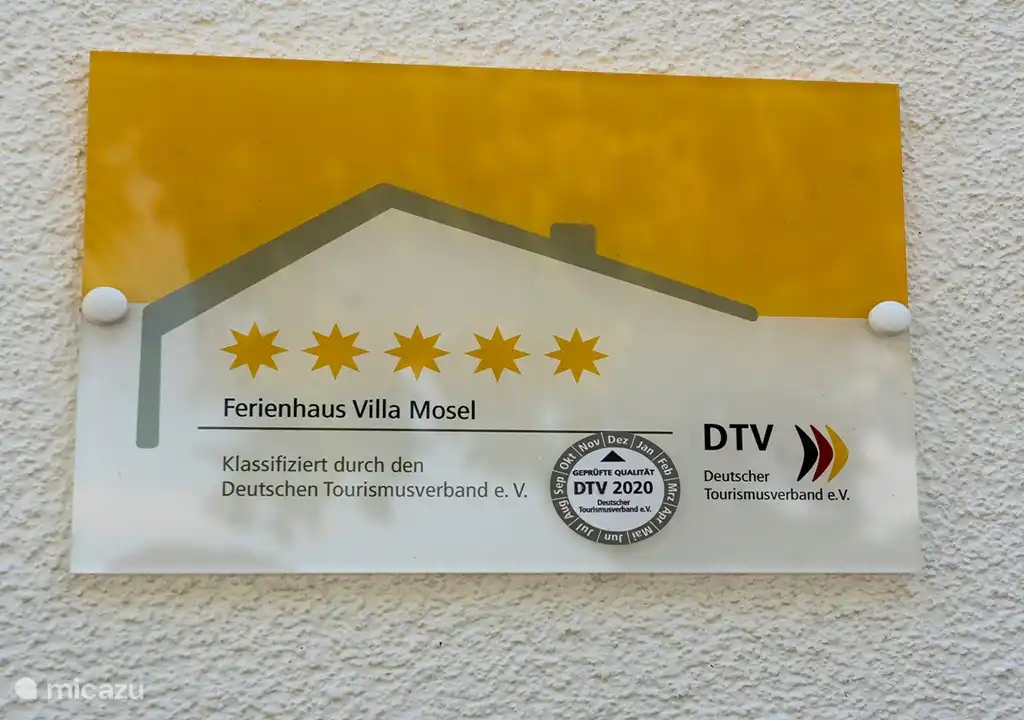 Ferienhaus Villa Mosel
Klassifiziert durch den
Deutschen Tourismusverband e. V.
Jan Feb Mrz Apr Mai Jun Jul Aug Sep Okt Nov Dez
GEPRÜFTE QUALITÄT
DTV 2020
Deutscher
Tourismusverband e.V.
DTV
Deutscher
Tourismusverband e.V.
micazu